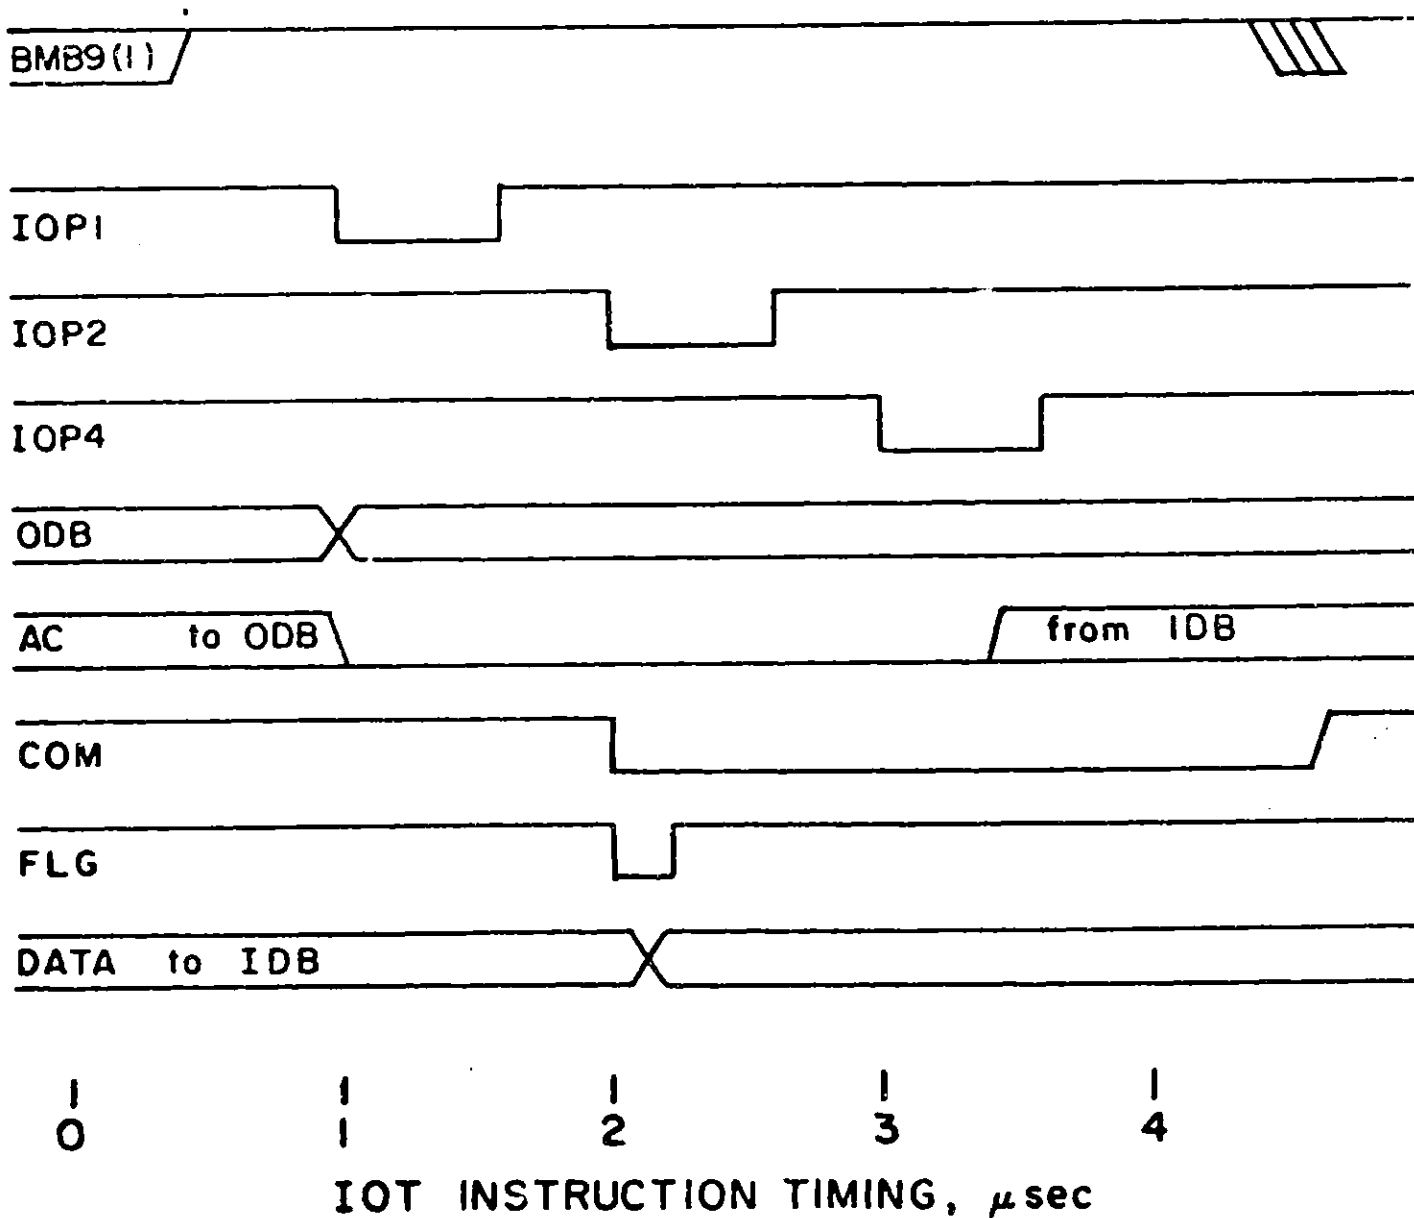 BMB9(1)
IOP1
IOP2
IOP4
ODB
AC to ODB from IDB
COM
FLG
DATA to IDB
0 1 2 3 4
IOT INSTRUCTION TIMING, μsec